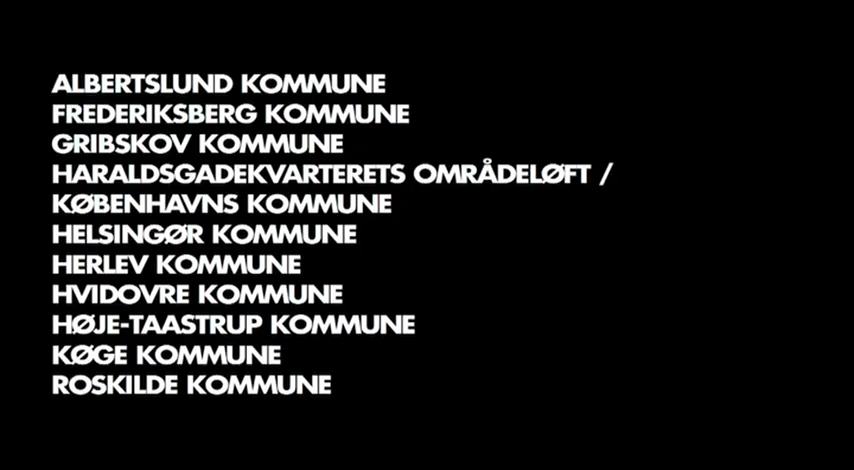 ALBERTSLUND KOMMUNE
FREDERIKSBERG KOMMUNE
GRIBSKOV KOMMUNE
HARALDSGADEKVARTERETS OMRÅDELØFT /
KØBENHAVNS KOMMUNE
HELSINGØR KOMMUNE
HERLEV KOMMUNE
HVIDOVRE KOMMUNE
HØJE-TAASTRUP KOMMUNE
KØGE KOMMUNE
ROSKILDE KOMMUNE